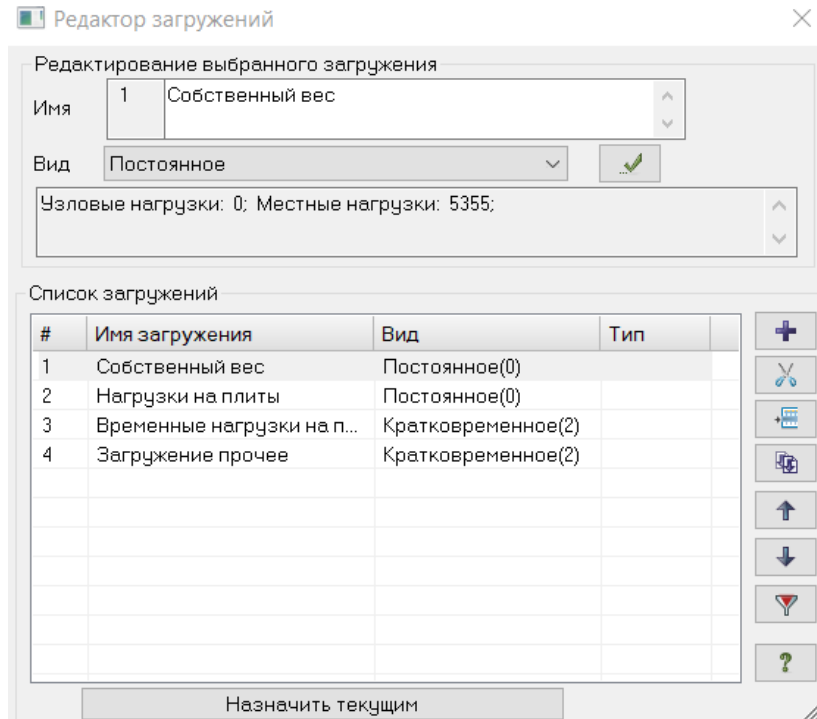 Редактор загружений
Редактирование выбранного загружения
Имя 1 Собственный вес
Вид Постоянное
Узловые нагрузки: 0; Местные нагрузки: 5355;
Список загружений
# Имя загружения Вид Тип
1 Собственный вес Постоянное(0)
2 Нагрузки на плиты Постоянное(0)
3 Временные нагрузки на п... Кратковременное(2)
4 Загружение прочее Кратковременное(2)
Назначить текущим